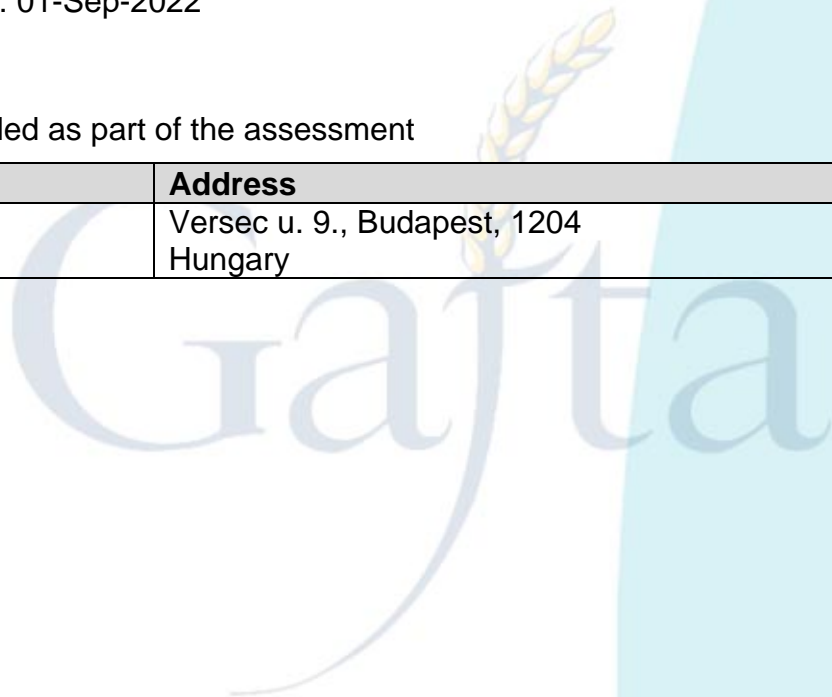 : 01-Sep-2022
led as part of the assessment
Address
Versec u. 9., Budapest, 1204
Hungary
Gafta